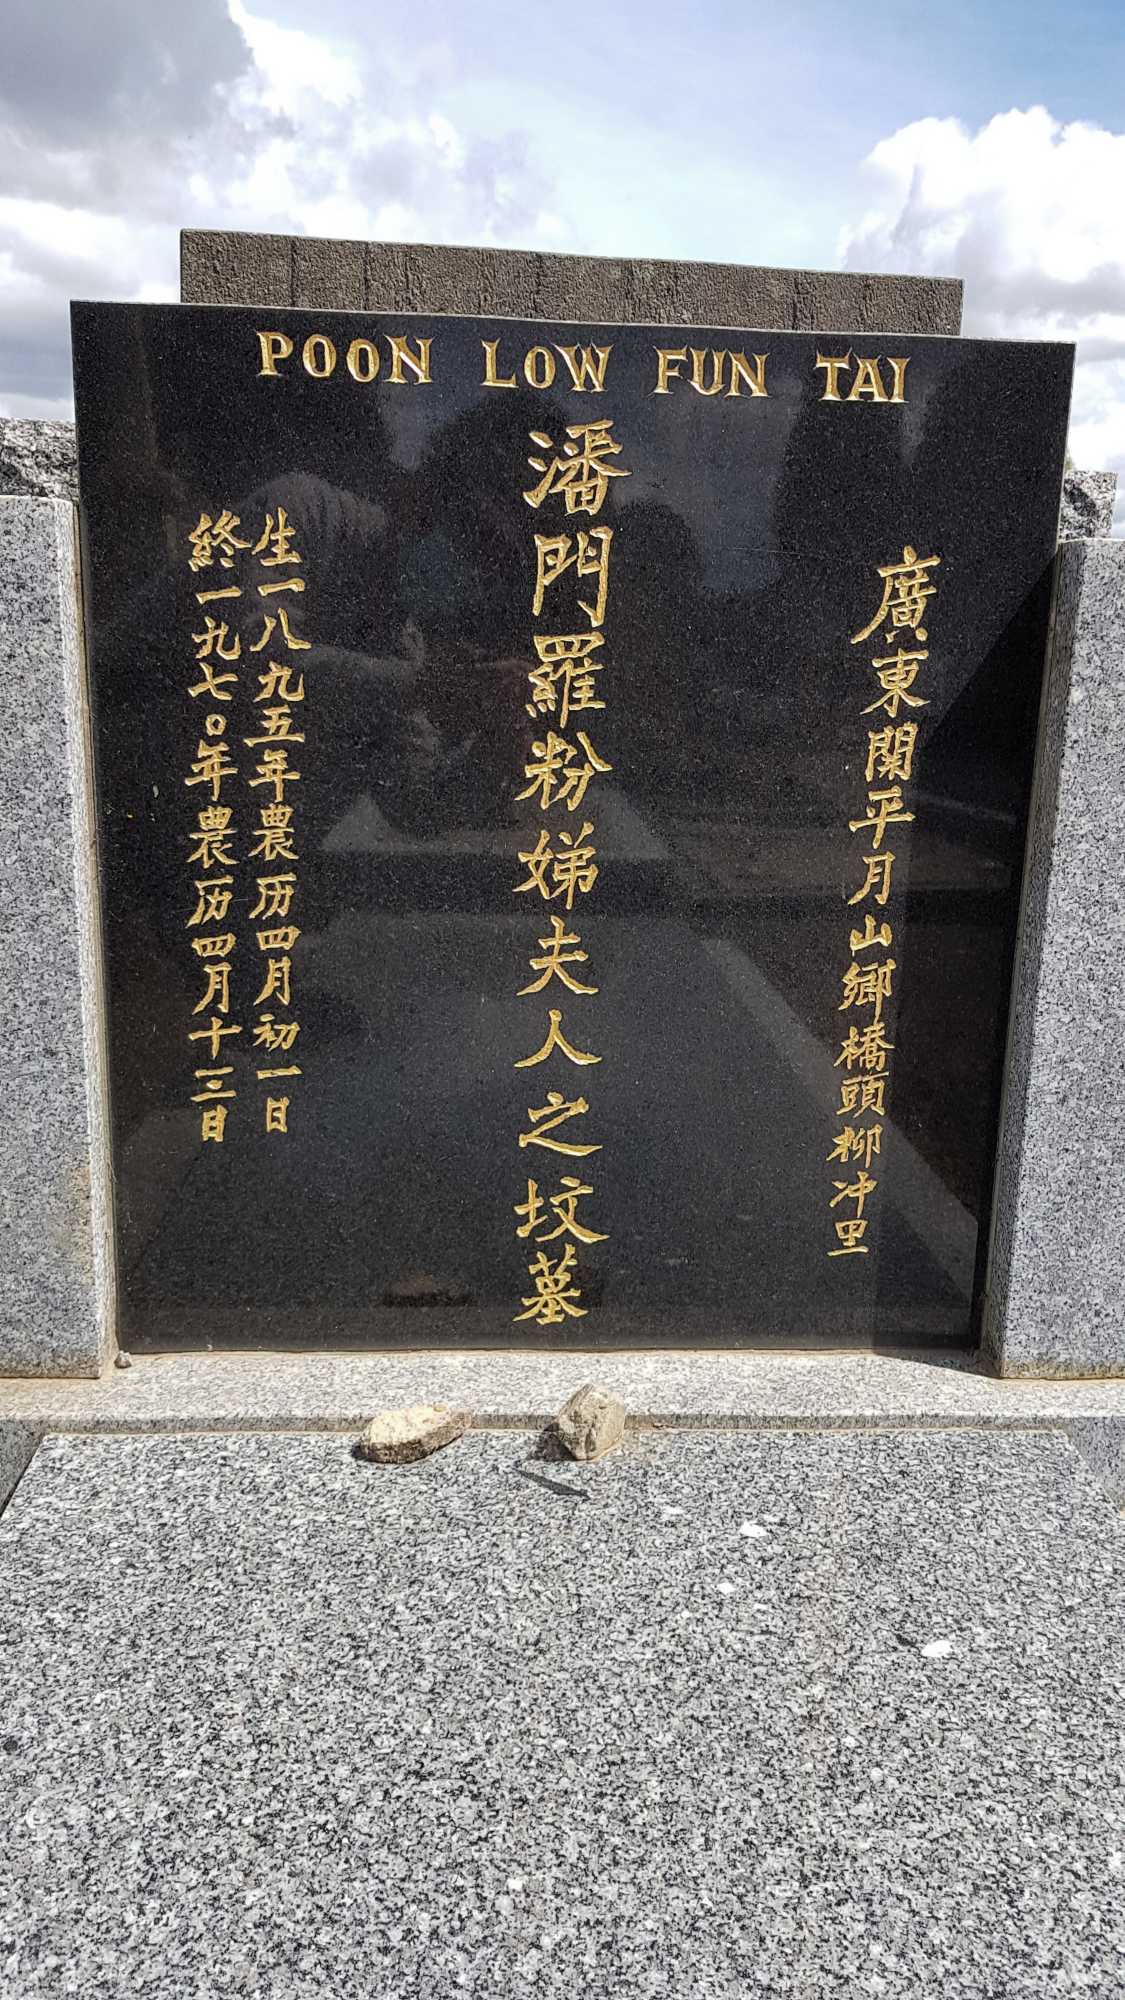 POON LOW FUN TAI
廣東開平月山鄉橋頭柳冲里
潘門羅粉娣夫人之坟墓
生一八九五年農历四月初一日
終一九七〇年農历四月十三日